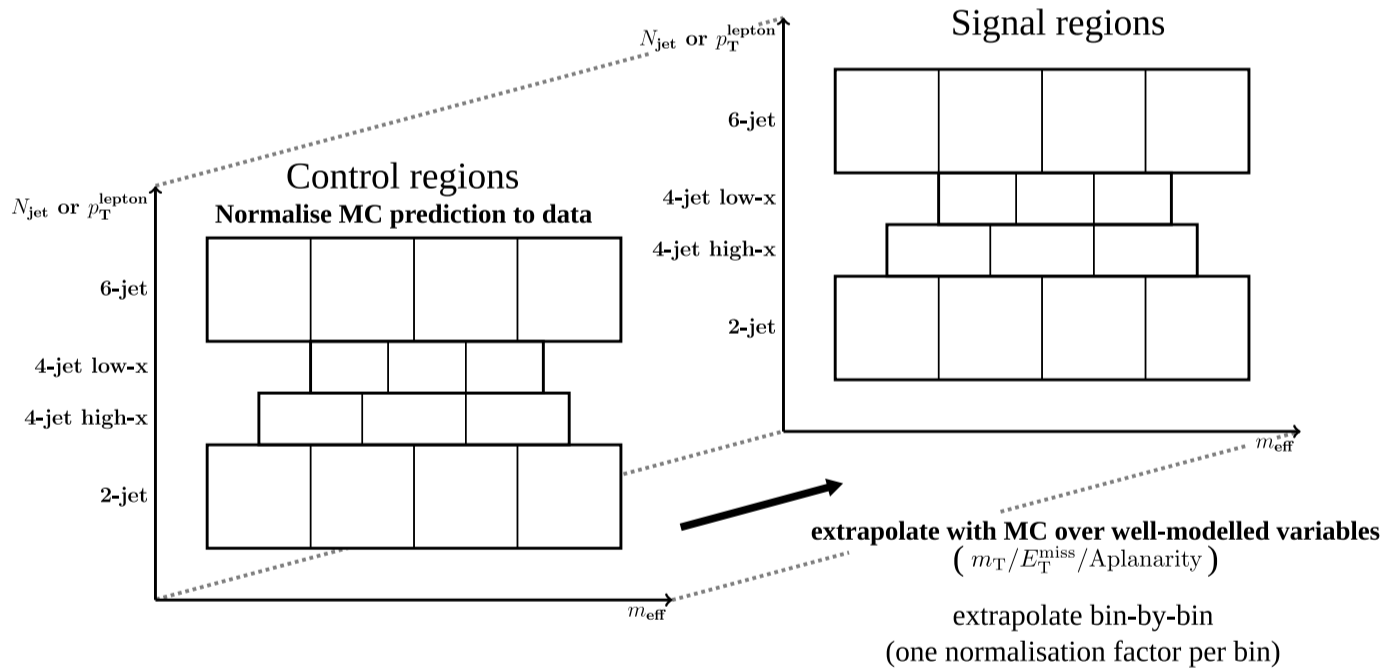 Signal regions
N_jet or p_T^lepton
6-jet
4-jet low-x
4-jet high-x
2-jet
m_eff
Control regions
Normalise MC prediction to data
N_jet or p_T^lepton
6-jet
4-jet low-x
4-jet high-x
2-jet
m_eff
extrapolate with MC over well-modelled variables
( m_T/E_T^miss/Aplanarity )
extrapolate bin-by-bin
(one normalisation factor per bin)